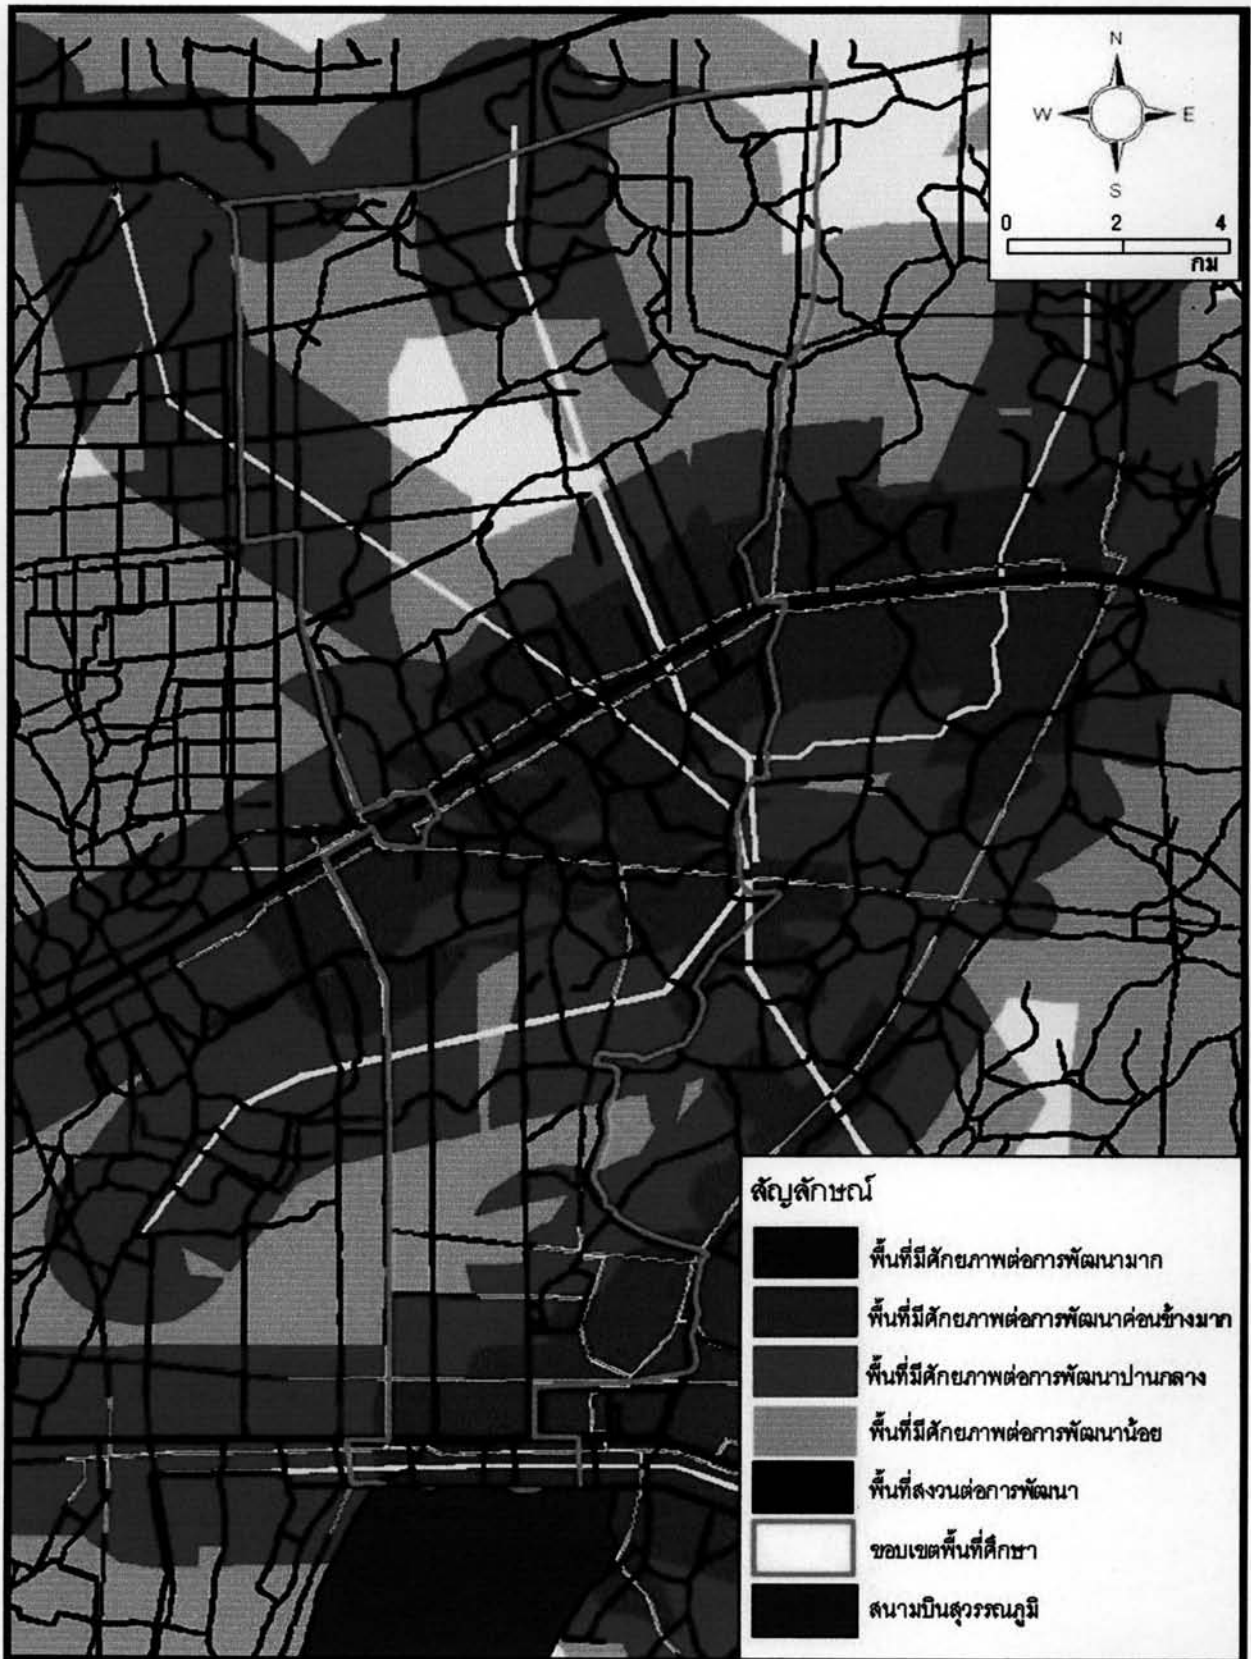 N
W E
S
0 2 4
กม
สัญลักษณ์
พื้นที่มีศักยภาพต่อการพัฒนามาก
พื้นที่มีศักยภาพต่อการพัฒนาค่อนข้างมาก
พื้นที่มีศักยภาพต่อการพัฒนาปานกลาง
พื้นที่มีศักยภาพต่อการพัฒนาน้อย
พื้นที่สงวนต่อการพัฒนา
ขอบเขตพื้นที่ศึกษา
สนามบินสุวรรณภูมิ